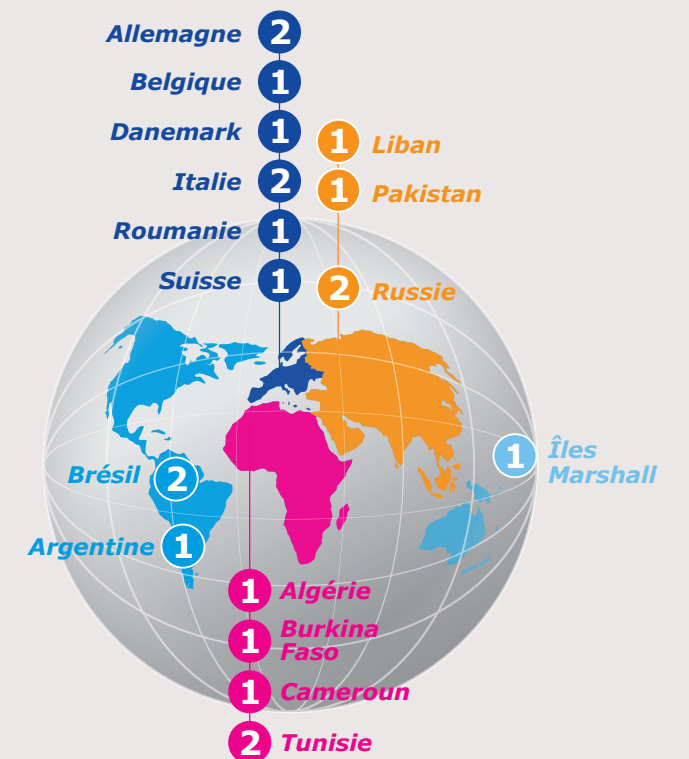 Allemagne 2
Belgique 1
Danemark 1
1 Liban
Italie 2
1 Pakistan
Roumanie 1
Suisse 1
2 Russie
1 Îles
Marshall
Brésil 2
Argentine 1
1 Algérie
1 Burkina
Faso
1 Cameroun
2 Tunisie